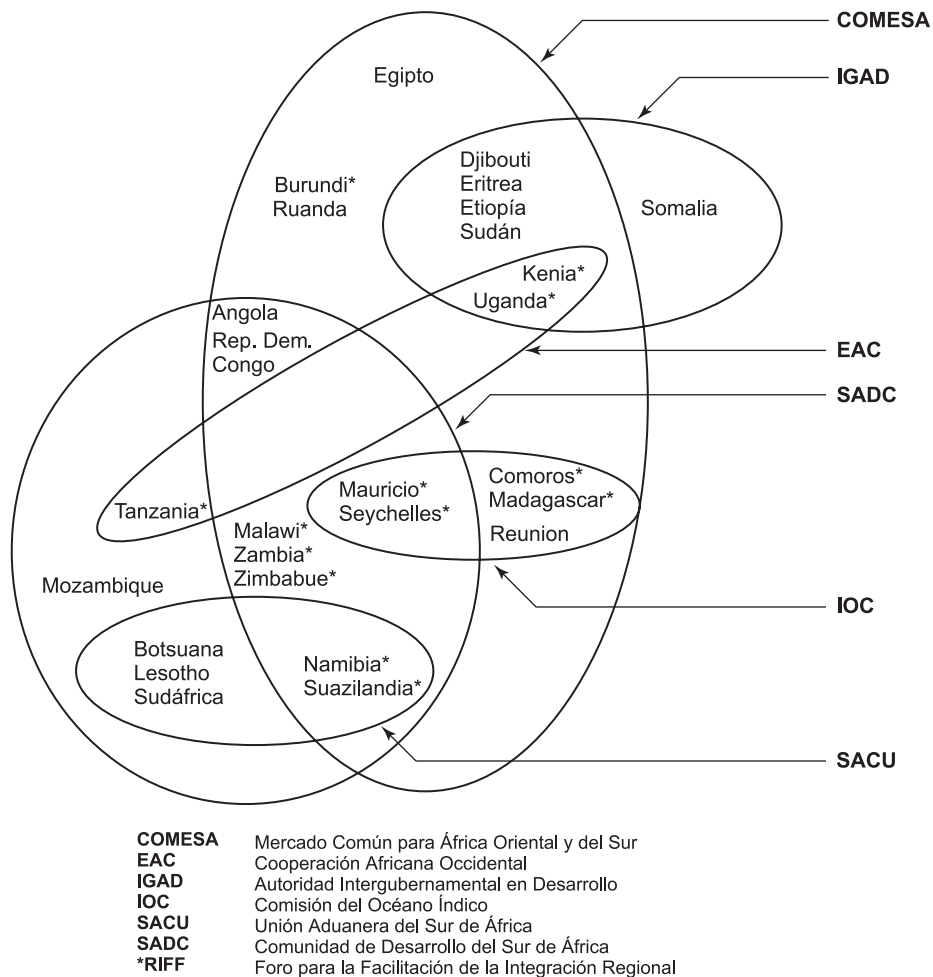 COMESA
IGAD
Egipto
Djibouti
Eritrea
Etiopía
Sudán
Somalia
Burundi*
Ruanda
Kenia*
Uganda*
Angola
Rep. Dem.
Congo
EAC
SADC
Tanzania*
Mauricio*
Seychelles*
Comoros*
Madagascar*
Reunion
Malawi*
Zambia*
Zimbabue*
Mozambique
IOC
Botsuana
Lesotho
Sudáfrica
Namibia*
Suazilandia*
SACU
COMESA Mercado Común para África Oriental y del Sur
EAC Cooperación Africana Occidental
IGAD Autoridad Intergubernamental en Desarrollo
IOC Comisión del Océano Índico
SACU Unión Aduanera del Sur de África
SADC Comunidad de Desarrollo del Sur de África
*RIFF Foro para la Facilitación de la Integración Regional